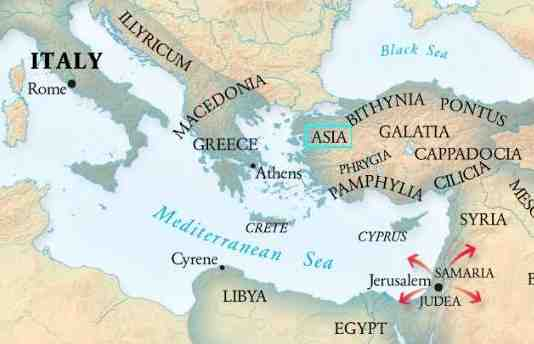 ILLYRICUM
Black Sea
ITALY
Rome
MACEDONIA
BITHYNIA
PONTUS
ASIA
GALATIA
GREECE
PHRYGIA
CAPPADOCIA
Athens
PAMPHYLIA
CILICIA
Mediterranean Sea
CRETE
CYPRUS
SYRIA
Cyrene
SAMARIA
Jerusalem
JUDEA
LIBYA
EGYPT